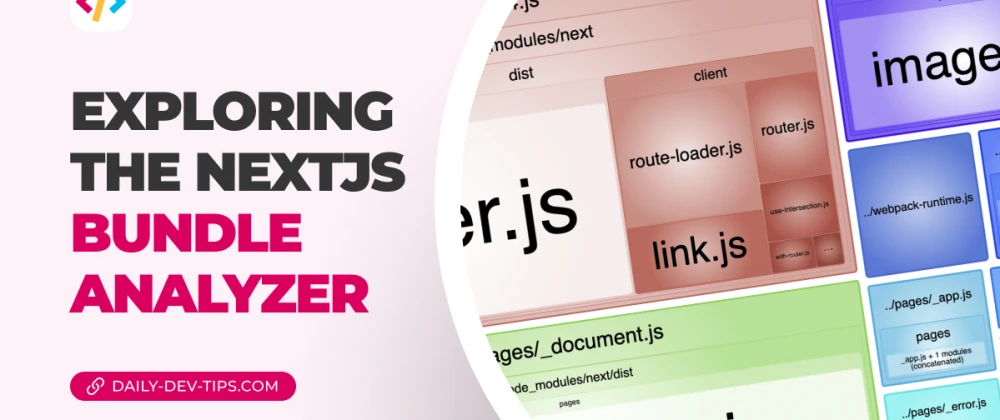 EXPLORING
THE NEXTJS
BUNDLE
ANALYZER
DAILY-DEV-TIPS.COM
.js
modules/next
dist
client
route-loader.js
router.js
use-intersection.js
link.js
with-router.js
...
er.js
image
../webpack-runtime.js
../pages/_app.js
pages
_app.js + 1 modules
(concatenated)
../pages/_error.js
ages/_document.js
ode_modules/next/dist
pages